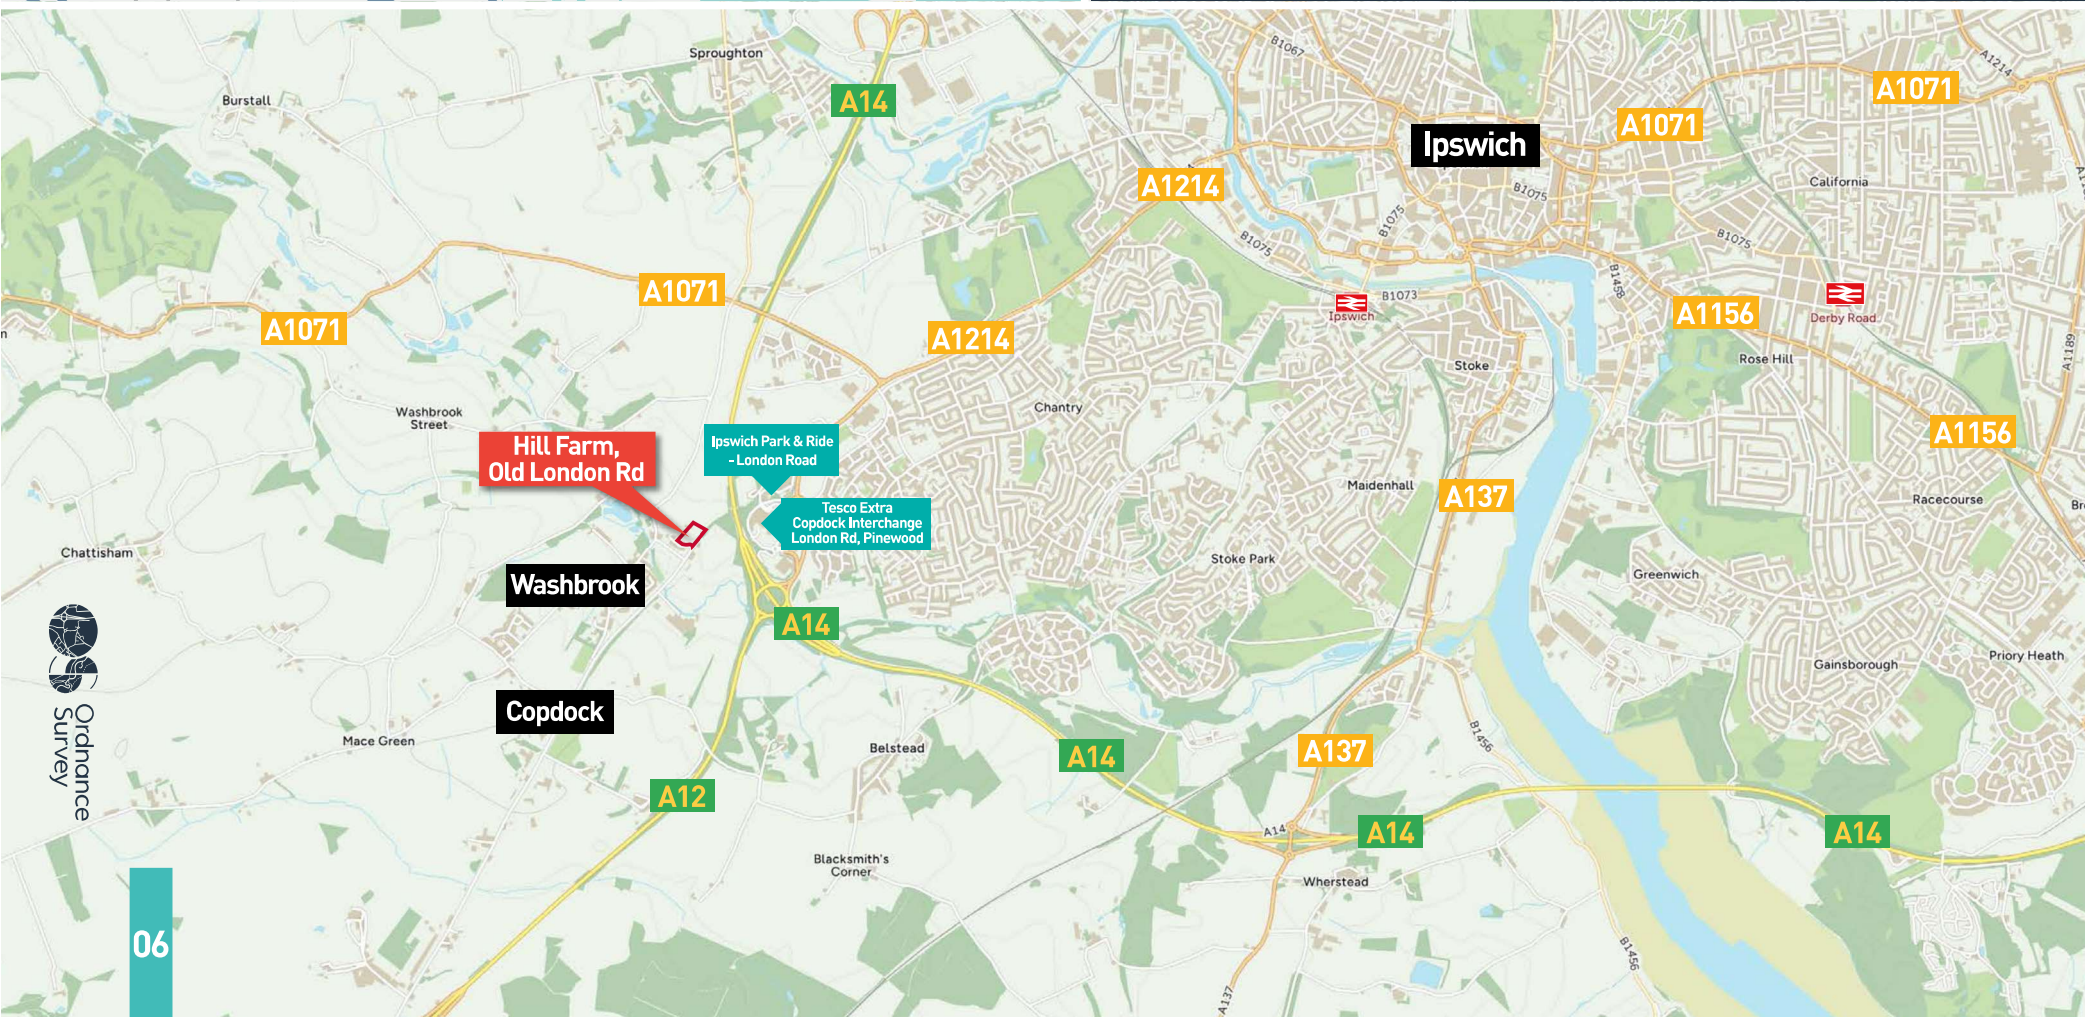 Sproughton
Burstall
A14
B1067
A1214
A1071
A1071
Ipswich
A1214
California
B1075
B1075
B1075
B1075
A1071
A1071
A1214
Ipswich
B1073
B1458
A1156
Derby Road
Rose Hill
A1189
Stoke
Washbrook
Street
Chantry
Hill Farm,
Old London Rd
Ipswich Park & Ride
- London Road
A1156
Maidenhall
A137
Racecourse
Tesco Extra
Copdock Interchange
London Rd, Pinewood
Chattisham
Washbrook
Stoke Park
Greenwich
A14
Gainsborough
Priory Heath
Copdock
Ordnance
Survey
Mace Green
Belstead
A14
A137
B1456
A12
A14
A14
A14
Blacksmith's
Corner
Wherstead
06
B1456
A137